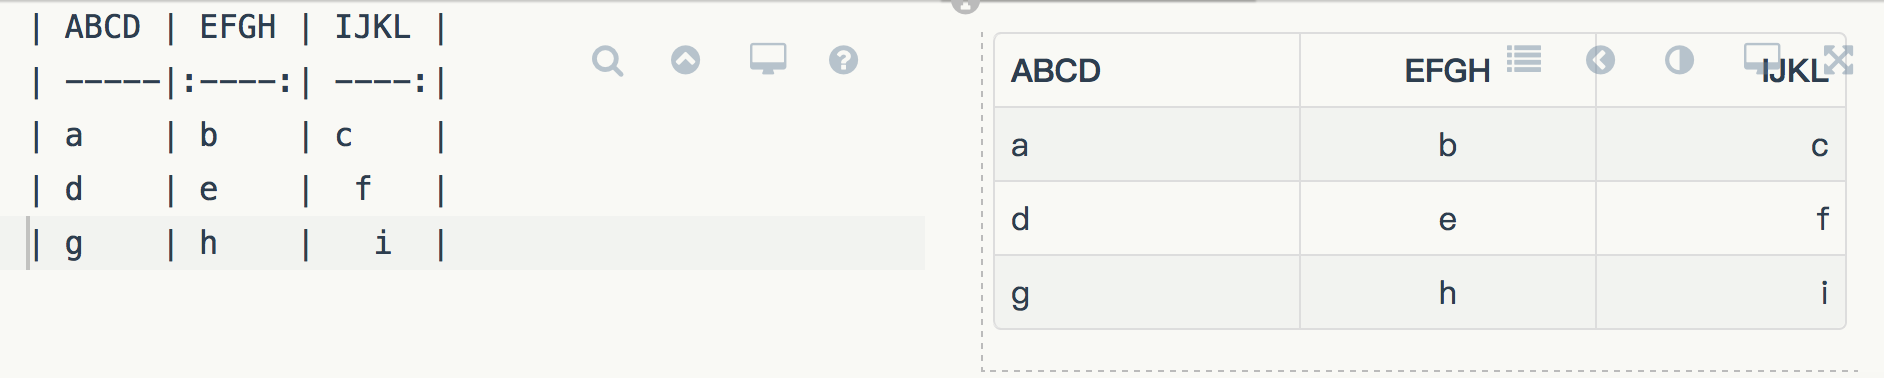 | ABCD | EFGH | IJKL |
| -----|:----:| ----:|
| a    | b    | c    |
| d    | e    |  f   |
| g    | h    |   i  |
ABCD EFGH IJKL
a b c
d e f
g h i